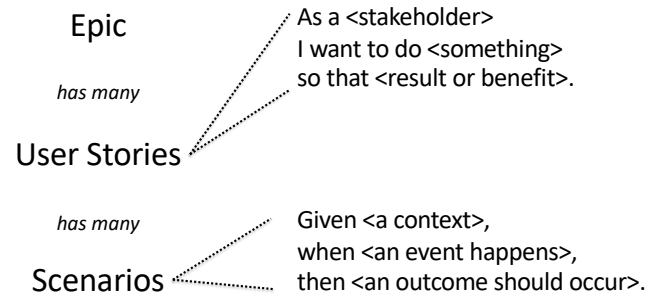 Epic
As a <stakeholder>
I want to do <something>
so that <result or benefit>.
has many
User Stories
has many
Given <a context>,
when <an event happens>,
then <an outcome should occur>.
Scenarios